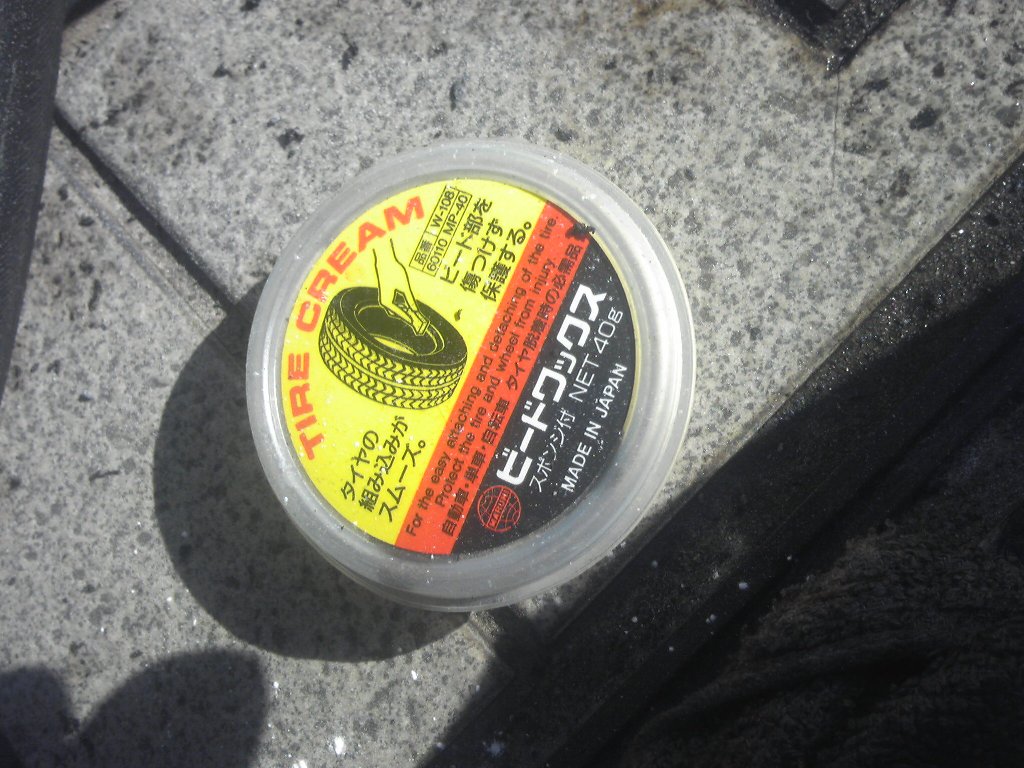 TIRE CREAM
品番 W-108
60110 MP-40
ビード部を
傷つけず
保護する。
タイヤの
組み込みが
スムーズ。
For the easy attaching and detaching of the tire.
Protect the tire and wheel from injury.
自動車・単車・自転車 タイヤ脱着時の必需品
ビードワックス
スポンジ付 NET 40g
MADE IN JAPAN
MARUNI